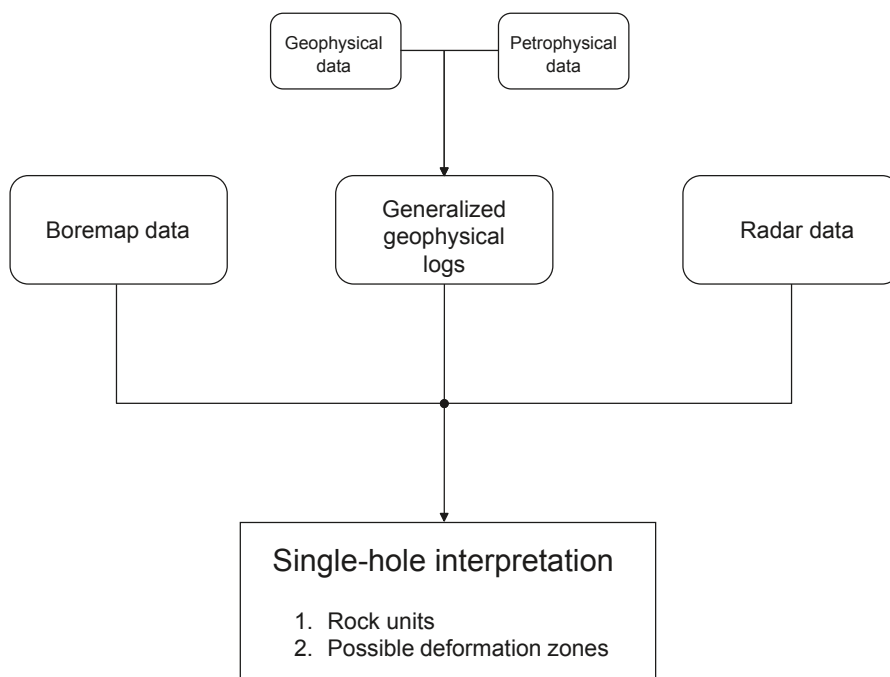 Geophysical
data
Petrophysical
data
Boremap data
Generalized
geophysical
logs
Radar data
Single-hole interpretation
1. Rock units
2. Possible deformation zones